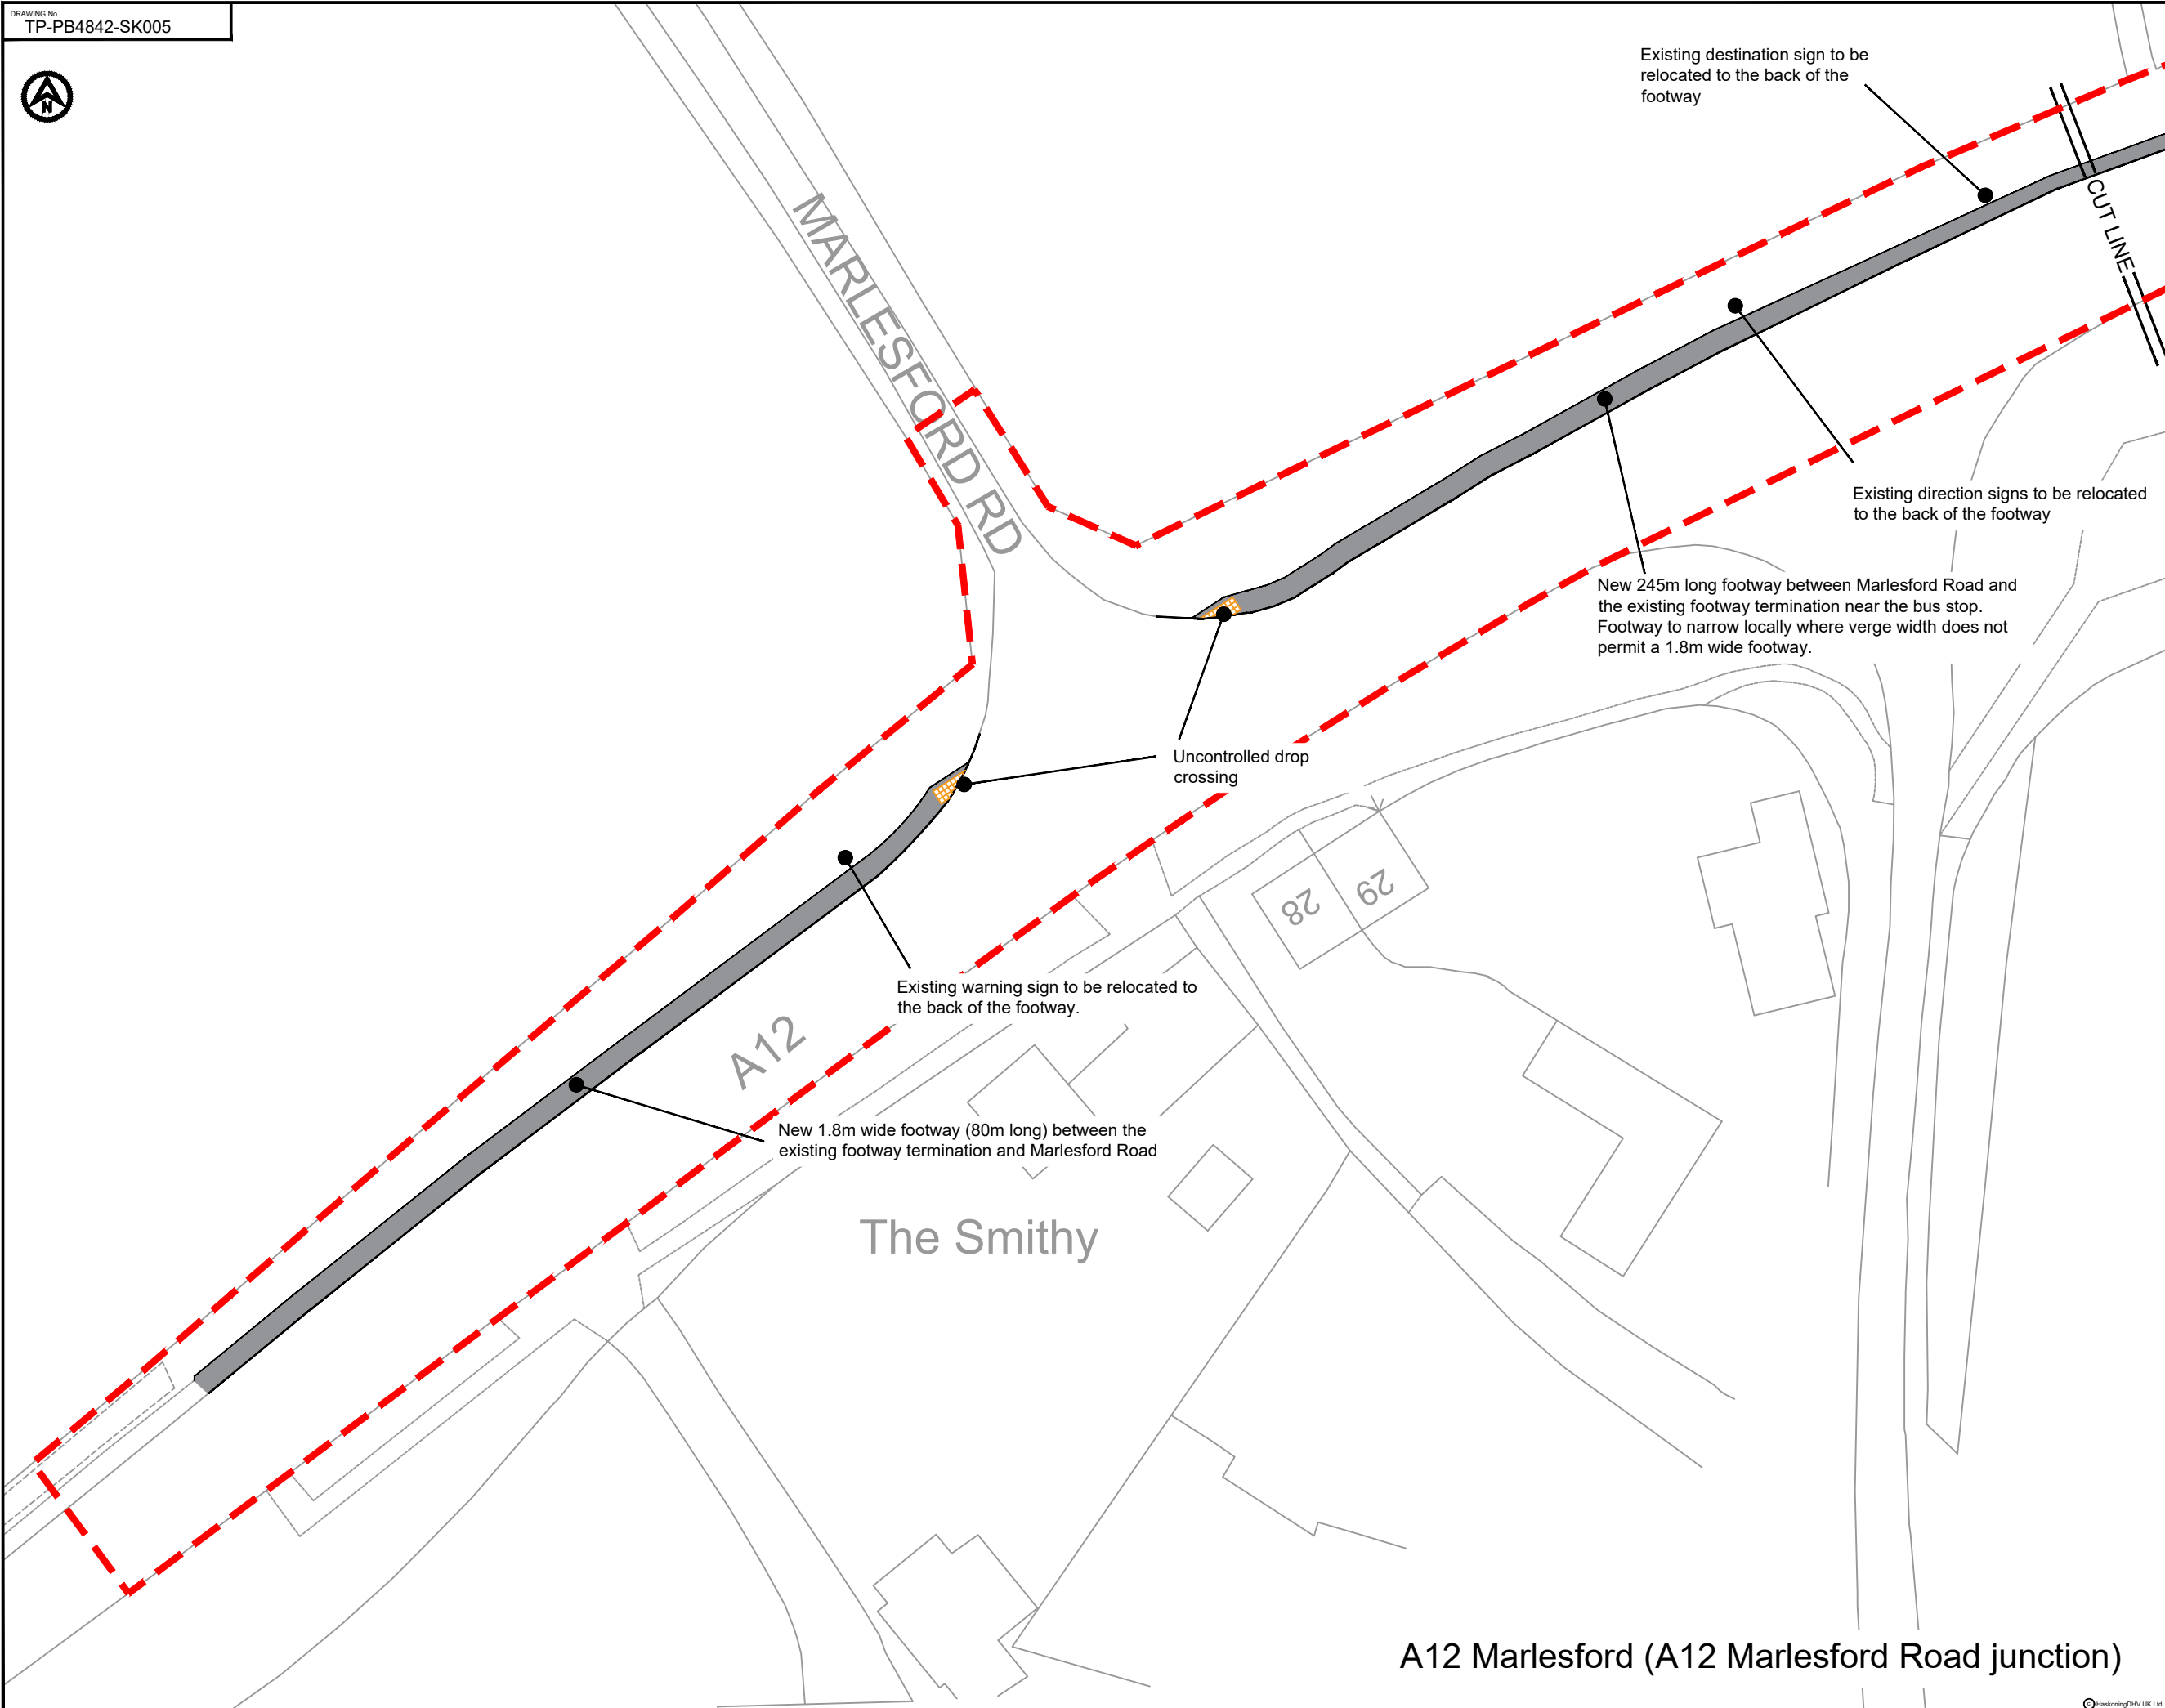 DRAWING No.
TP-PB4842-SK005
N
Existing destination sign to be
relocated to the back of the
footway
CUT LINE
MARLESFORD RD
Existing direction signs to be relocated
to the back of the footway
New 245m long footway between Marlesford Road and
the existing footway termination near the bus stop.
Footway to narrow locally where verge width does not
permit a 1.8m wide footway.
Uncontrolled drop
crossing
28
29
Existing warning sign to be relocated to
the back of the footway.
A12
New 1.8m wide footway (80m long) between the
existing footway termination and Marlesford Road
The Smithy
A12 Marlesford (A12 Marlesford Road junction)
© HaskoningDHV UK Ltd.